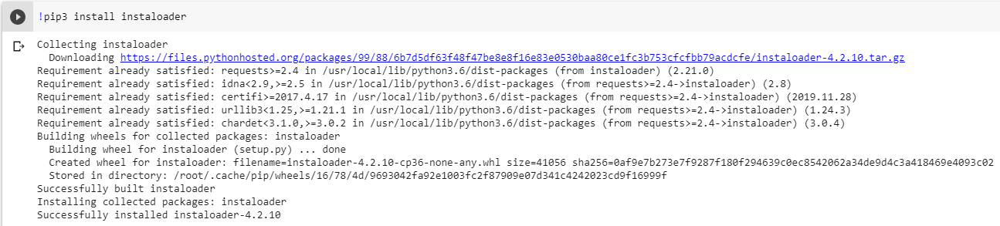 !pip3 install instaloader
Collecting instaloader
Downloading https://files.pythonhosted.org/packages/99/88/6b7d5df63f48f47be8e8f16e83e0530baa80ce1fc3b753cfcfbb79acdcfe/instaloader-4.2.10.tar.gz
Requirement already satisfied: requests>=2.4 in /usr/local/lib/python3.6/dist-packages (from instaloader) (2.21.0)
Requirement already satisfied: idna<2.9,>=2.5 in /usr/local/lib/python3.6/dist-packages (from requests>=2.4->instaloader) (2.8)
Requirement already satisfied: certifi>=2017.4.17 in /usr/local/lib/python3.6/dist-packages (from requests>=2.4->instaloader) (2019.11.28)
Requirement already satisfied: urllib3<1.25,>=1.21.1 in /usr/local/lib/python3.6/dist-packages (from requests>=2.4->instaloader) (1.24.3)
Requirement already satisfied: chardet<3.1.0,>=3.0.2 in /usr/local/lib/python3.6/dist-packages (from requests>=2.4->instaloader) (3.0.4)
Building wheels for collected packages: instaloader
Building wheel for instaloader (setup.py) ... done
Created wheel for instaloader: filename=instaloader-4.2.10-cp36-none-any.whl size=41056 sha256=0af9e7b273e7f9287f180f294639c0ec8542062a34de9d4c3a418469e4093c02
Stored in directory: /root/.cache/pip/wheels/16/78/4d/9693042fa92e1003fc2f87909e07d341c4242023cd9f16999f
Successfully built instaloader
Installing collected packages: instaloader
Successfully installed instaloader-4.2.10